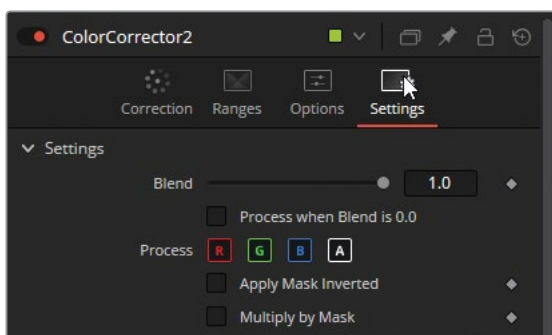 ColorCorrector2
Correction Ranges Options Settings
Settings
Blend 1.0
Process when Blend is 0.0
Process R G B A
Apply Mask Inverted
Multiply by Mask